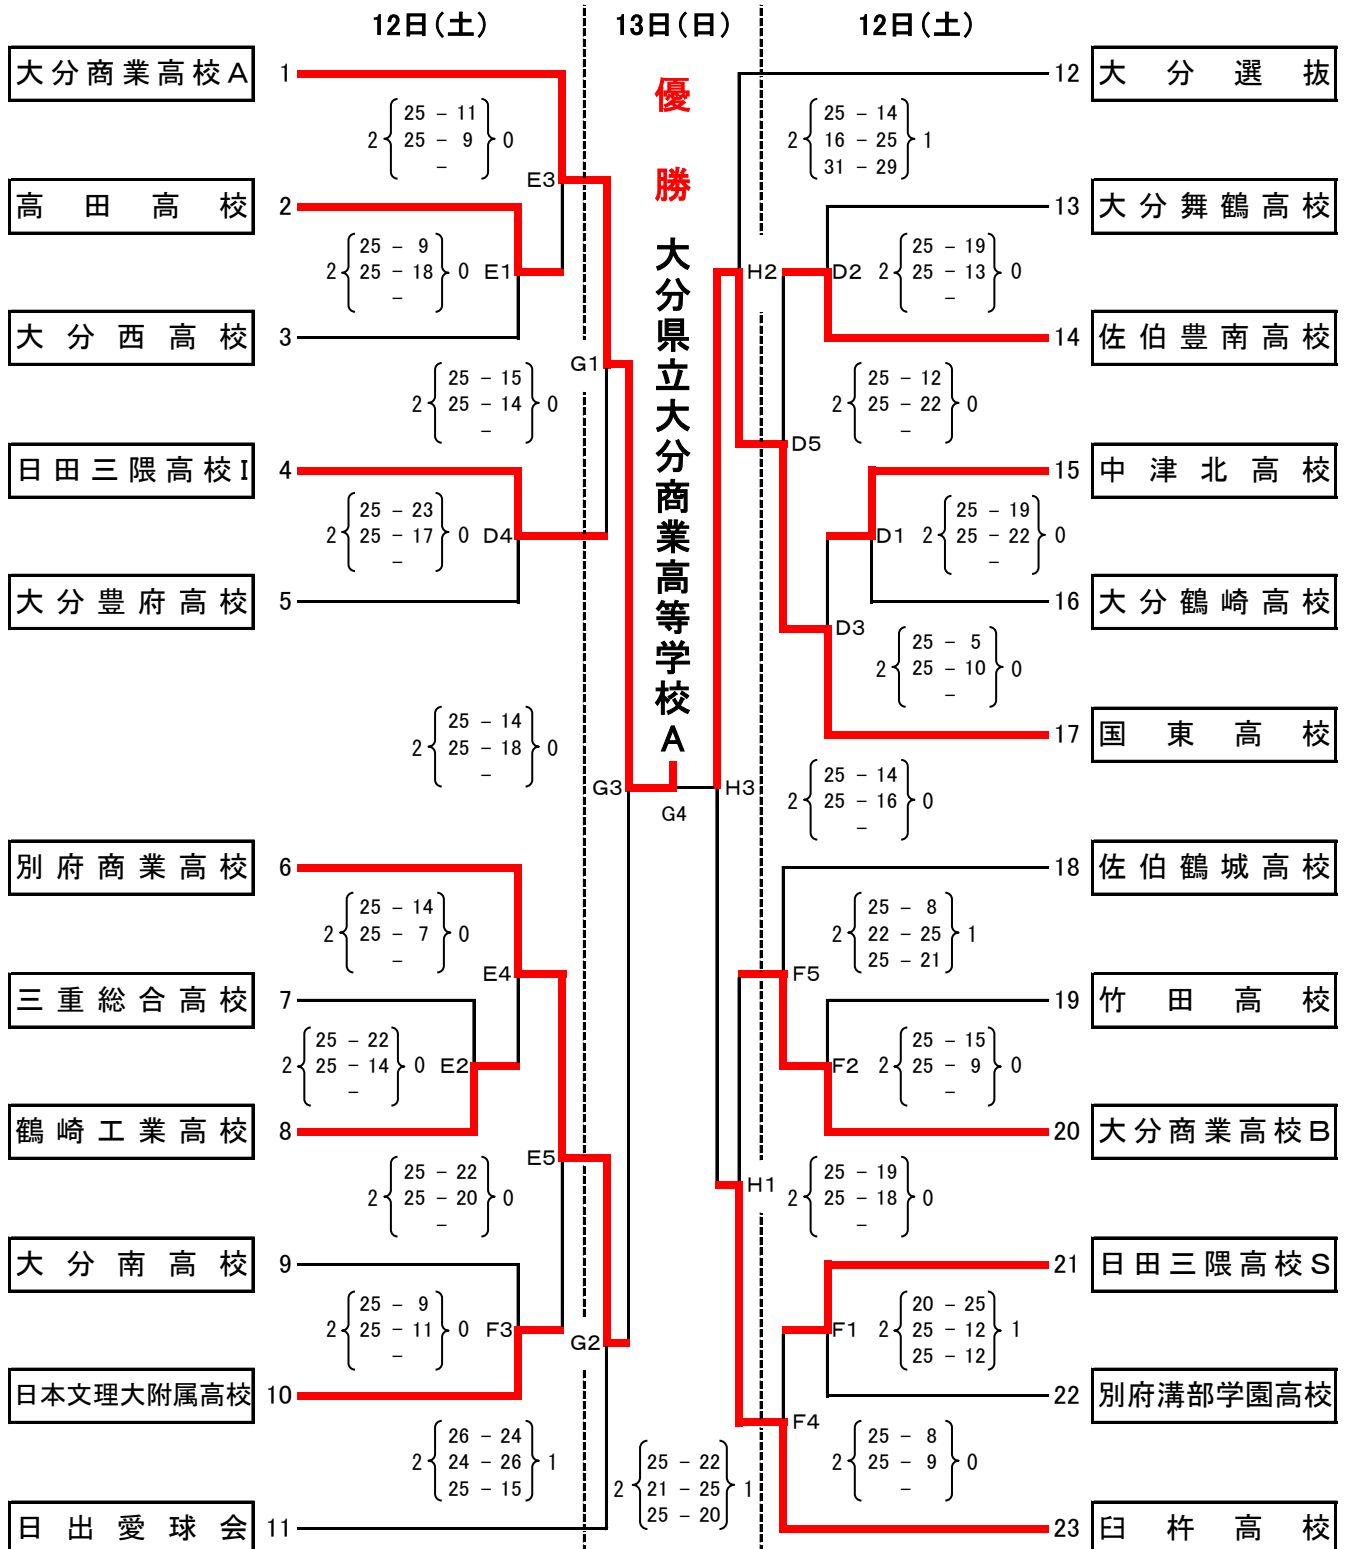 12日(土)
13日(日)
12日(土)
優勝
大分県立大分商業高等学校A
大分商業高校A 1
25 - 11
2 25 - 9 0
-
E3
高田高校 2
25 - 9
2 25 - 18 0 E1
-
大分西高校 3
G1
25 - 15
2 25 - 14 0
-
日田三隈高校I 4
25 - 23
2 25 - 17 0 D4
-
大分豊府高校 5
25 - 14
2 25 - 18 0
-
G3
G4
H3
別府商業高校 6
25 - 14
2 25 - 7 0
-
E4
三重総合高校 7
25 - 22
2 25 - 14 0 E2
-
鶴崎工業高校 8
E5
25 - 22
2 25 - 20 0
-
大分南高校 9
25 - 9
2 25 - 11 0 F3
-
G2
日本文理大附属高校 10
26 - 24
2 24 - 26 1
25 - 15
日出愛球会 11
25 - 22
2 21 - 25 1
25 - 20
12 大分選抜
25 - 14
2 16 - 25 1
31 - 29
13 大分舞鶴高校
H2
25 - 19
D2 2 25 - 13 0
-
14 佐伯豊南高校
25 - 12
2 25 - 22 0
-
D5
15 中津北高校
25 - 19
D1 2 25 - 22 0
-
16 大分鶴崎高校
D3
25 - 5
2 25 - 10 0
-
17 国東高校
25 - 14
2 25 - 16 0
-
18 佐伯鶴城高校
25 - 8
2 22 - 25 1
25 - 21
F5
19 竹田高校
25 - 15
F2 2 25 - 9 0
-
20 大分商業高校B
H1
25 - 19
2 25 - 18 0
-
21 日田三隈高校S
20 - 25
F1 2 25 - 12 1
25 - 12
22 別府溝部学園高校
F4
25 - 8
2 25 - 9 0
-
23 臼杵高校